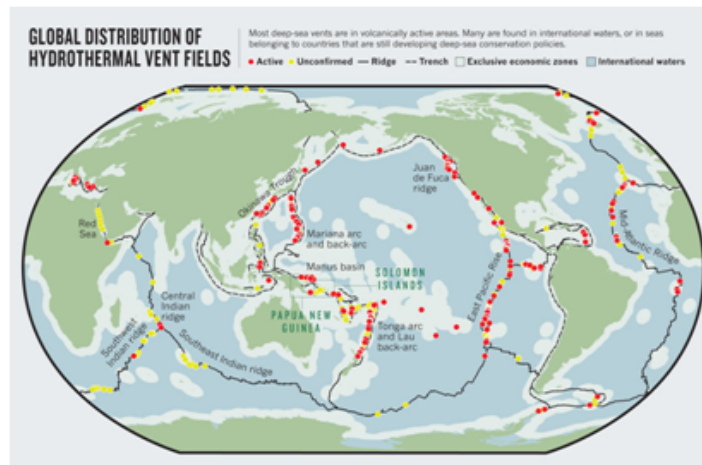 GLOBAL DISTRIBUTION OF
HYDROTHERMAL VENT FIELDS
Most deep-sea vents are in volcanically active areas. Many are found in international waters, or in seas
belonging to countries that are still developing deep-sea conservation policies.
Active
Unconfirmed
Ridge
Trench
Exclusive economic zones
International waters
Okinawa trough
Juan
de Fuca
ridge
Red
Sea
Mariana arc
and back-arc
Mid-Atlantic Ridge
Manus basin
SOLOMON
ISLANDS
East Pacific Rise
Central
Indian
ridge
PAPUA NEW
GUINEA
Southwest
Indian ridge
Southeast Indian ridge
Tonga arc
and Lau
back-arc